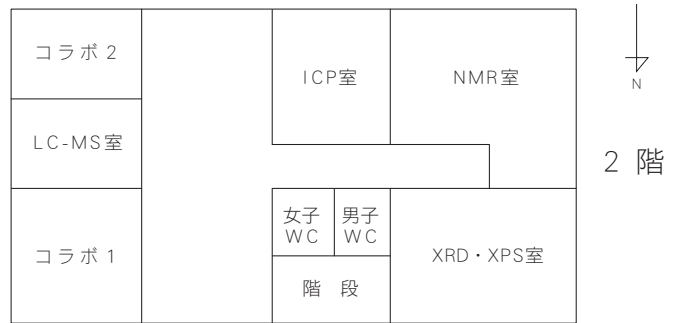 コラボ 2
ICP室
NMR室
N
LC-MS室
2 階
女子
WC
男子
WC
コラボ 1
XRD・XPS室
階 段